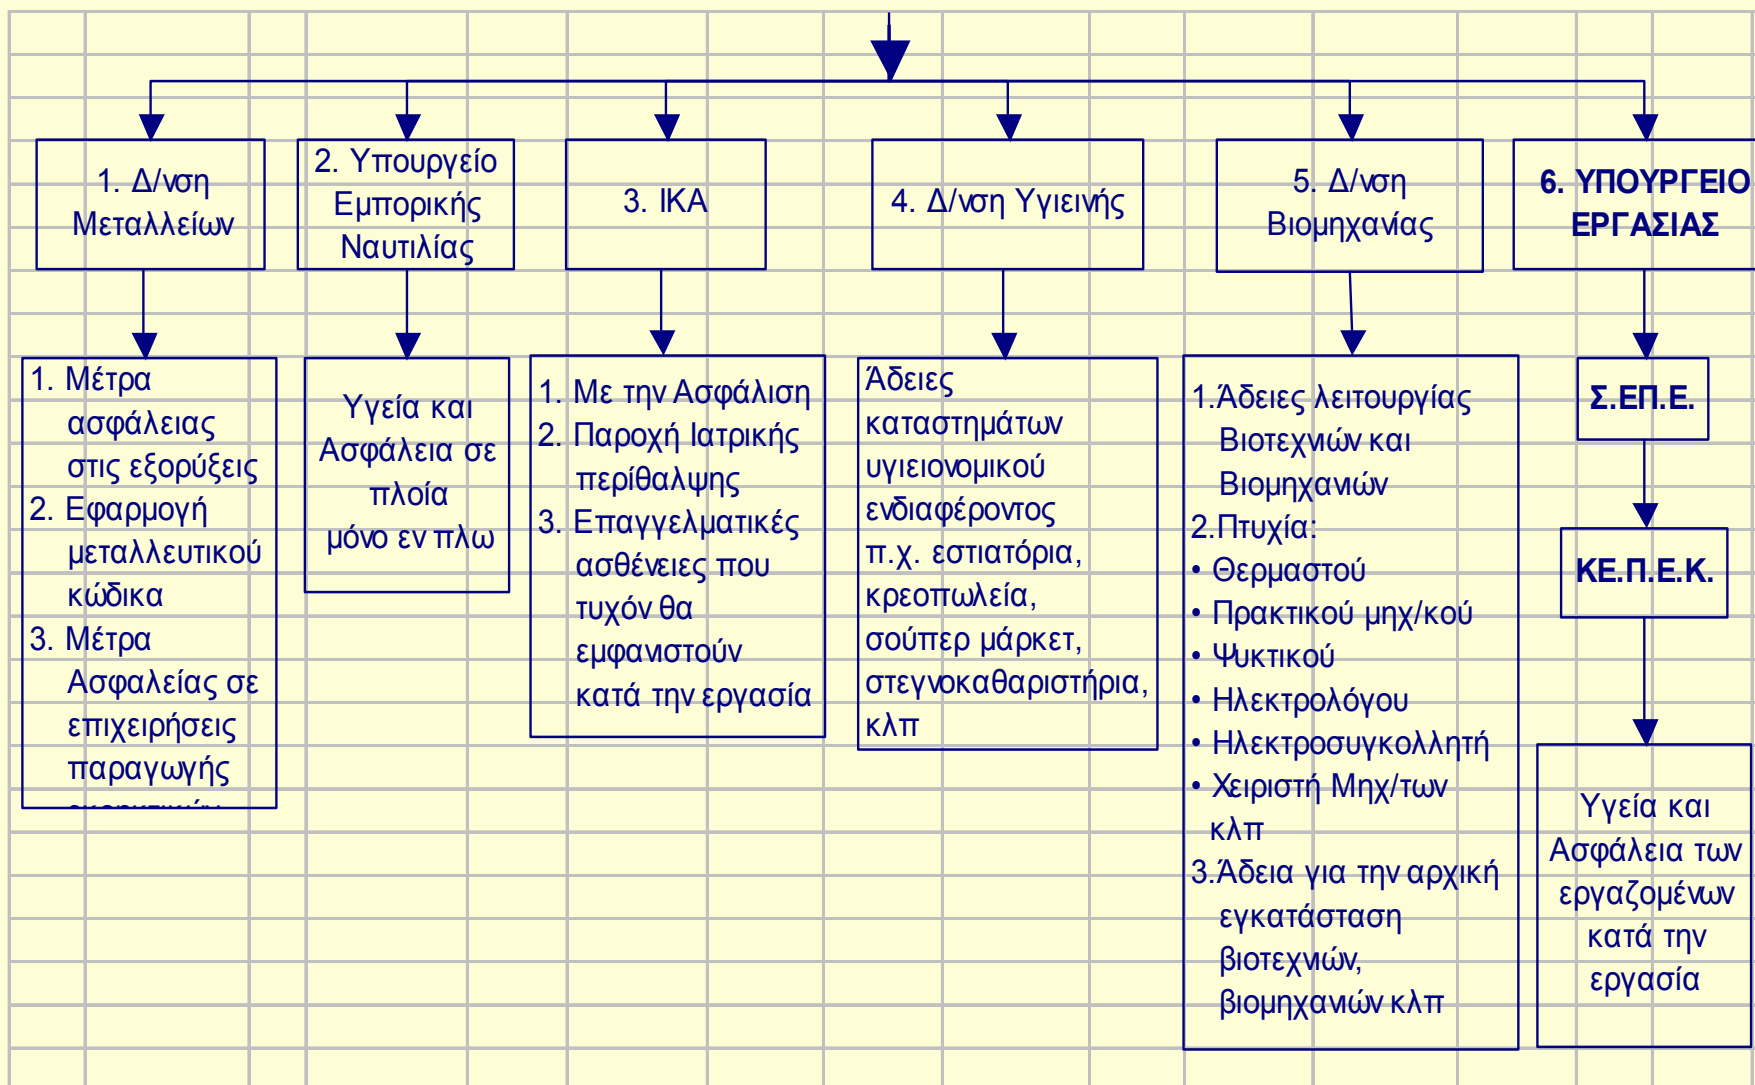 1. Δ/νση
Μεταλλείων
2. Υπουργείο
Εμπορικής
Ναυτιλίας
3. ΙΚΑ
4. Δ/νση Υγιεινής
5. Δ/νση
Βιομηχανίας
6. ΥΠΟΥΡΓΕΙΟ
ΕΡΓΑΣΙΑΣ
1. Μέτρα
ασφάλειας
στις εξορύξεις
2. Εφαρμογή
μεταλλευτικού
κώδικα
3. Μέτρα
Ασφαλείας σε
επιχειρήσεις
παραγωγής
Υγεία και
Ασφάλεια σε
πλοία
μόνο εν πλω
1. Με την Ασφάλιση
2. Παροχή Ιατρικής
περίθαλψης
3. Επαγγελματικές
ασθένειες που
τυχόν θα
εμφανιστούν
κατά την εργασία
Άδειες
καταστημάτων
υγιειονομικού
ενδιαφέροντος
π.χ. εστιατόρια,
κρεοπωλεία,
σούπερ μάρκετ,
στεγνοκαθαριστήρια,
κλπ
1.Άδειες λειτουργίας
Βιοτεχνιών και
Βιομηχανιών
2.Πτυχία:
• Θερμαστού
• Πρακτικού μηχ/κού
• Ψυκτικού
• Ηλεκτρολόγου
• Ηλεκτροσυγκολλητή
• Χειριστή Μηχ/των
κλπ
3.Άδεια για την αρχική
εγκατάσταση
βιοτεχνιών,
βιομηχανιών κλπ
Σ.ΕΠ.Ε.
ΚΕ.Π.Ε.Κ.
Υγεία και
Ασφάλεια των
εργαζομένων
κατά την
εργασία